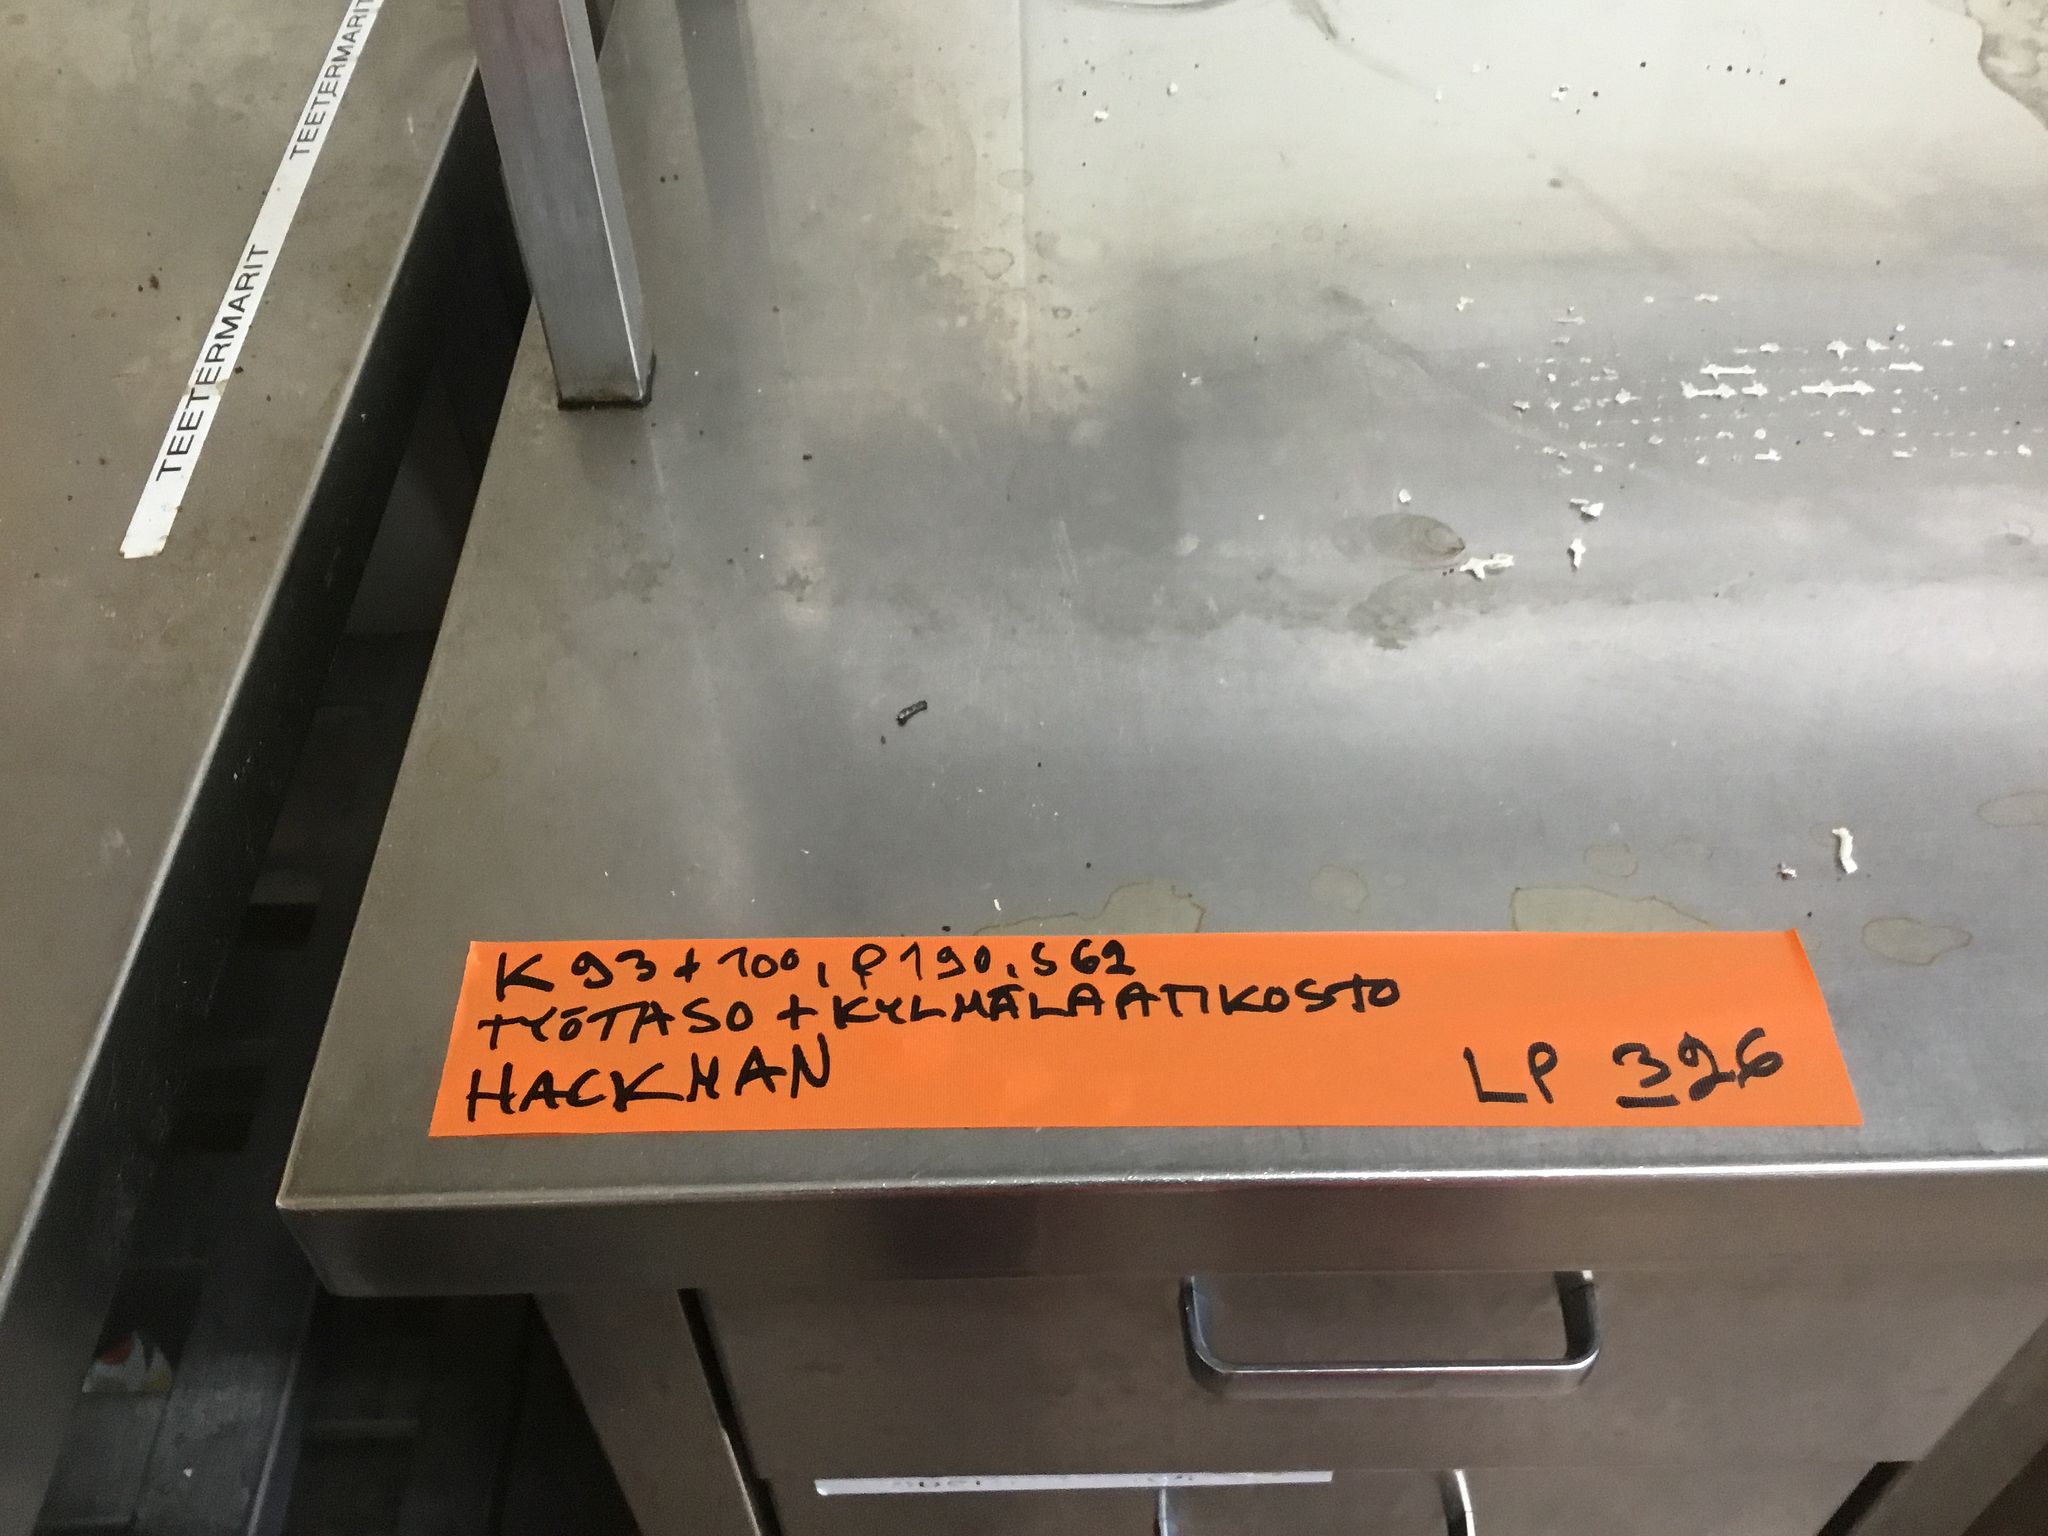 TEETERMARIT
TEETERMARIT
K 93 + 100, P 190, S 62
TYÖTASO + KYLMÄLAATIKOSTO
HACKMAN
LP 326